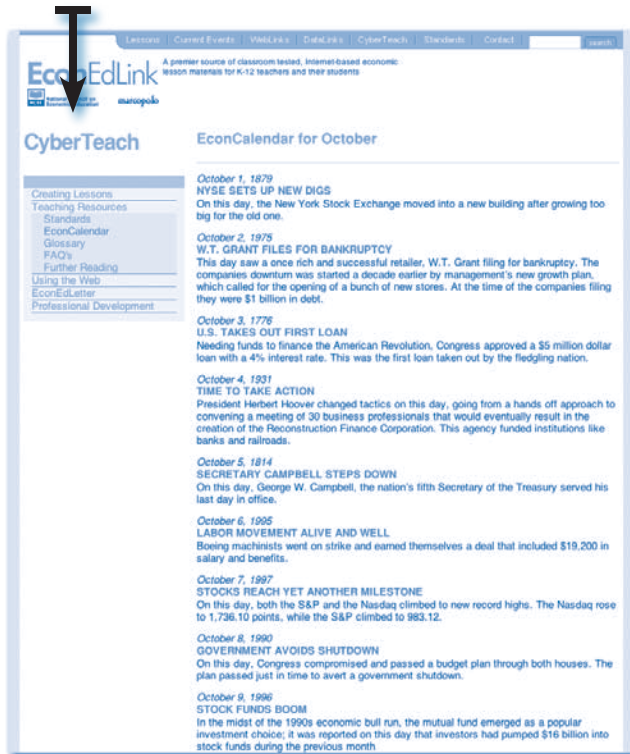 Lessons Current Events WebLinks DataLinks CyberTeach Standards Contact search
EconEdLink
A premier source of classroom tested, Internet-based economic
lesson materials for K-12 teachers and their students
National Council on
Economic Education
marcopolo
CyberTeach
Creating Lessons
Teaching Resources
Standards
EconCalendar
Glossary
FAQ's
Further Reading
Using the Web
EconEdLetter
Professional Development
EconCalendar for October
October 1, 1879
NYSE SETS UP NEW DIGS
On this day, the New York Stock Exchange moved into a new building after growing too
big for the old one.
October 2, 1975
W.T. GRANT FILES FOR BANKRUPTCY
This day saw a once rich and successful retailer, W.T. Grant filing for bankruptcy. The
companies downturn was started a decade earlier by management's new growth plan,
which called for the opening of a bunch of new stores. At the time of the companies filing
they were $1 billion in debt.
October 3, 1776
U.S. TAKES OUT FIRST LOAN
Needing funds to finance the American Revolution, Congress approved a $5 million dollar
loan with a 4% interest rate. This was the first loan taken out by the fledgling nation.
October 4, 1931
TIME TO TAKE ACTION
President Herbert Hoover changed tactics on this day, going from a hands off approach to
convening a meeting of 30 business professionals that would eventually result in the
creation of the Reconstruction Finance Corporation. This agency funded institutions like
banks and railroads.
October 5, 1814
SECRETARY CAMPBELL STEPS DOWN
On this day, George W. Campbell, the nation's fifth Secretary of the Treasury served his
last day in office.
October 6, 1995
LABOR MOVEMENT ALIVE AND WELL
Boeing machinists went on strike and earned themselves a deal that included $19,200 in
salary and benefits.
October 7, 1997
STOCKS REACH YET ANOTHER MILESTONE
On this day, both the S&P and the Nasdaq climbed to new record highs. The Nasdaq rose
to 1,736.10 points, while the S&P climbed to 983.12.
October 8, 1990
GOVERNMENT AVOIDS SHUTDOWN
On this day, Congress compromised and passed a budget plan through both houses. The
plan passed just in time to avert a government shutdown.
October 9, 1996
STOCK FUNDS BOOM
In the midst of the 1990s economic bull run, the mutual fund emerged as a popular
investment choice; it was reported on this day that investors had pumped $16 billion into
stock funds during the previous month